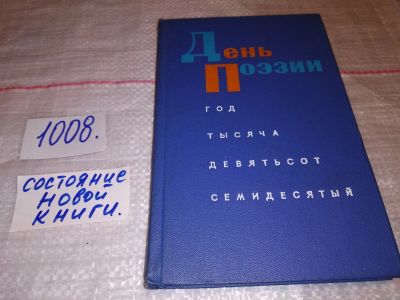 День
Поэзии
ГОД
ТЫСЯЧА
ДЕВЯТЬСОТ
СЕМИДЕСЯТЫЙ
1008.
СОСТОЯНИЕ
НОВОЙ
КНИГИ.